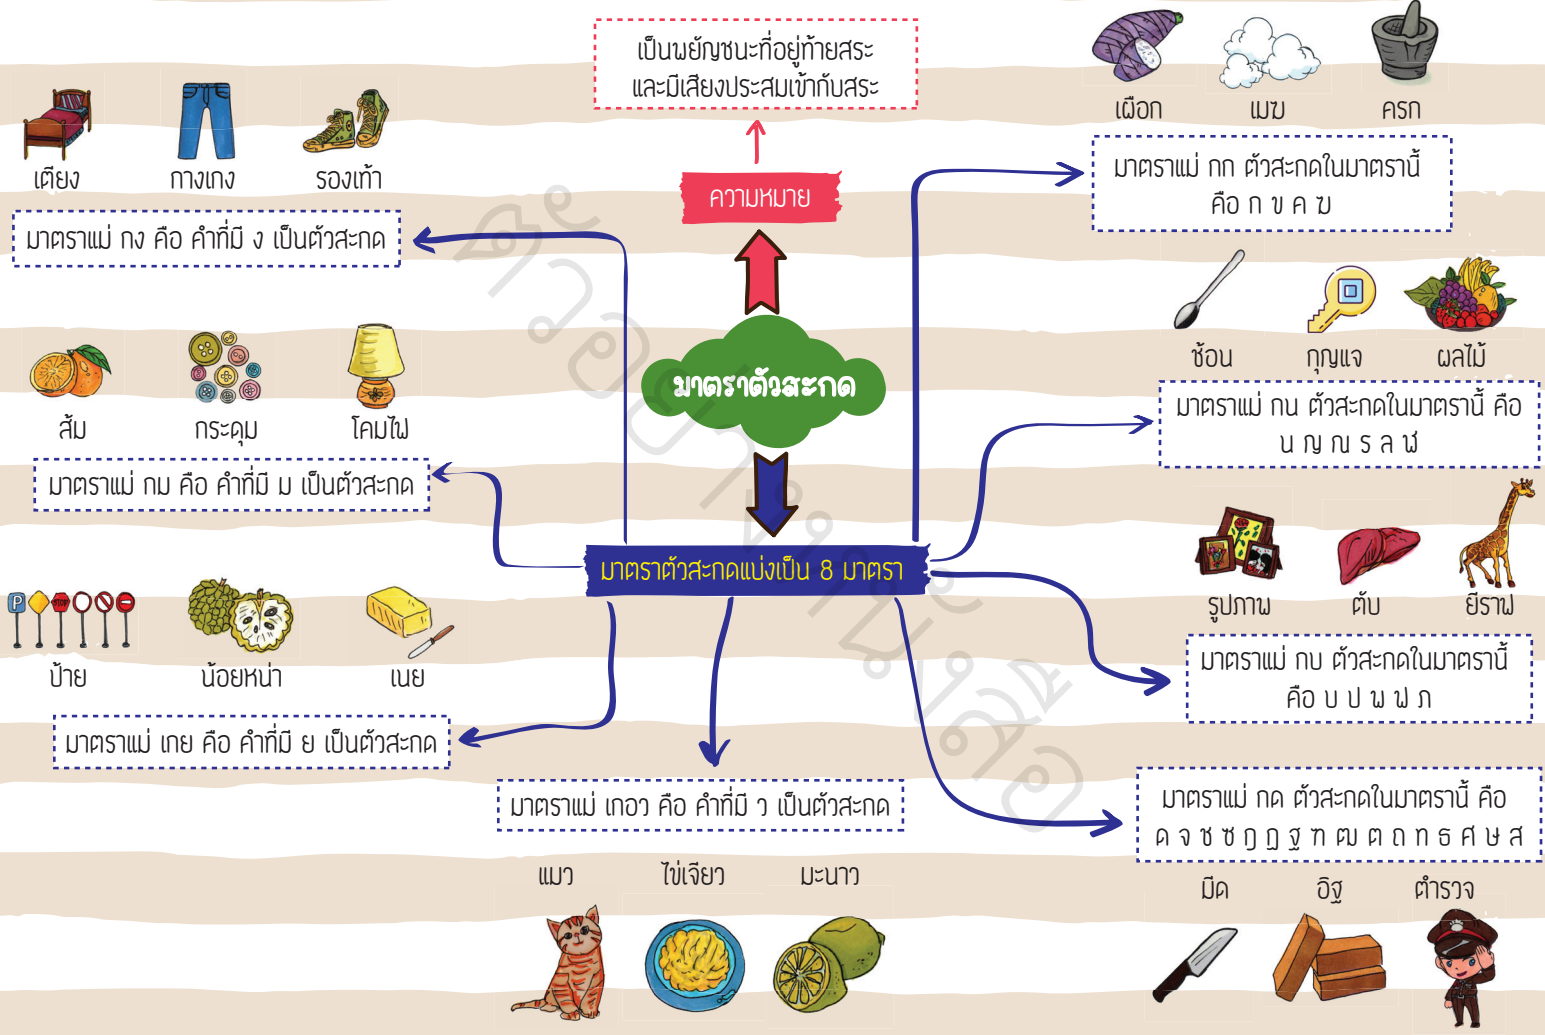 เป็นพยัญชนะที่อยู่ท้ายสระ
และมีเสียงประสมเข้ากับสระ
ความหมาย
มาตราตัวสะกด
มาตราตัวสะกดแบ่งเป็น 8 มาตรา
เตียง กางเกง รองเท้า
มาตราแม่ กง คือ คำที่มี ง เป็นตัวสะกด
ส้ม กระดุม โคมไฟ
มาตราแม่ กม คือ คำที่มี ม เป็นตัวสะกด
P STOP
ป้าย น้อยหน่า เนย
มาตราแม่ เกย คือ คำที่มี ย เป็นตัวสะกด
มาตราแม่ เกอว คือ คำที่มี ว เป็นตัวสะกด
แมว ไข่เจียว มะนาว
เผือก เมฆ ครก
มาตราแม่ กก ตัวสะกดในมาตรานี้
คือ ก ข ค ฆ
ช้อน กุญแจ ผลไม้
มาตราแม่ กน ตัวสะกดในมาตรานี้ คือ
น ญ ณ ร ล ฬ
รูปภาพ ตับ ยีราฟ
มาตราแม่ กบ ตัวสะกดในมาตรานี้
คือ บ ป พ ฟ ภ
มาตราแม่ กด ตัวสะกดในมาตรานี้ คือ
ด จ ช ซ ฎ ฏ ฐ ฑ ฒ ต ถ ท ธ ศ ษ ส
มีด อิฐ ตำรวจ
ตัวอย่างหนังสือ